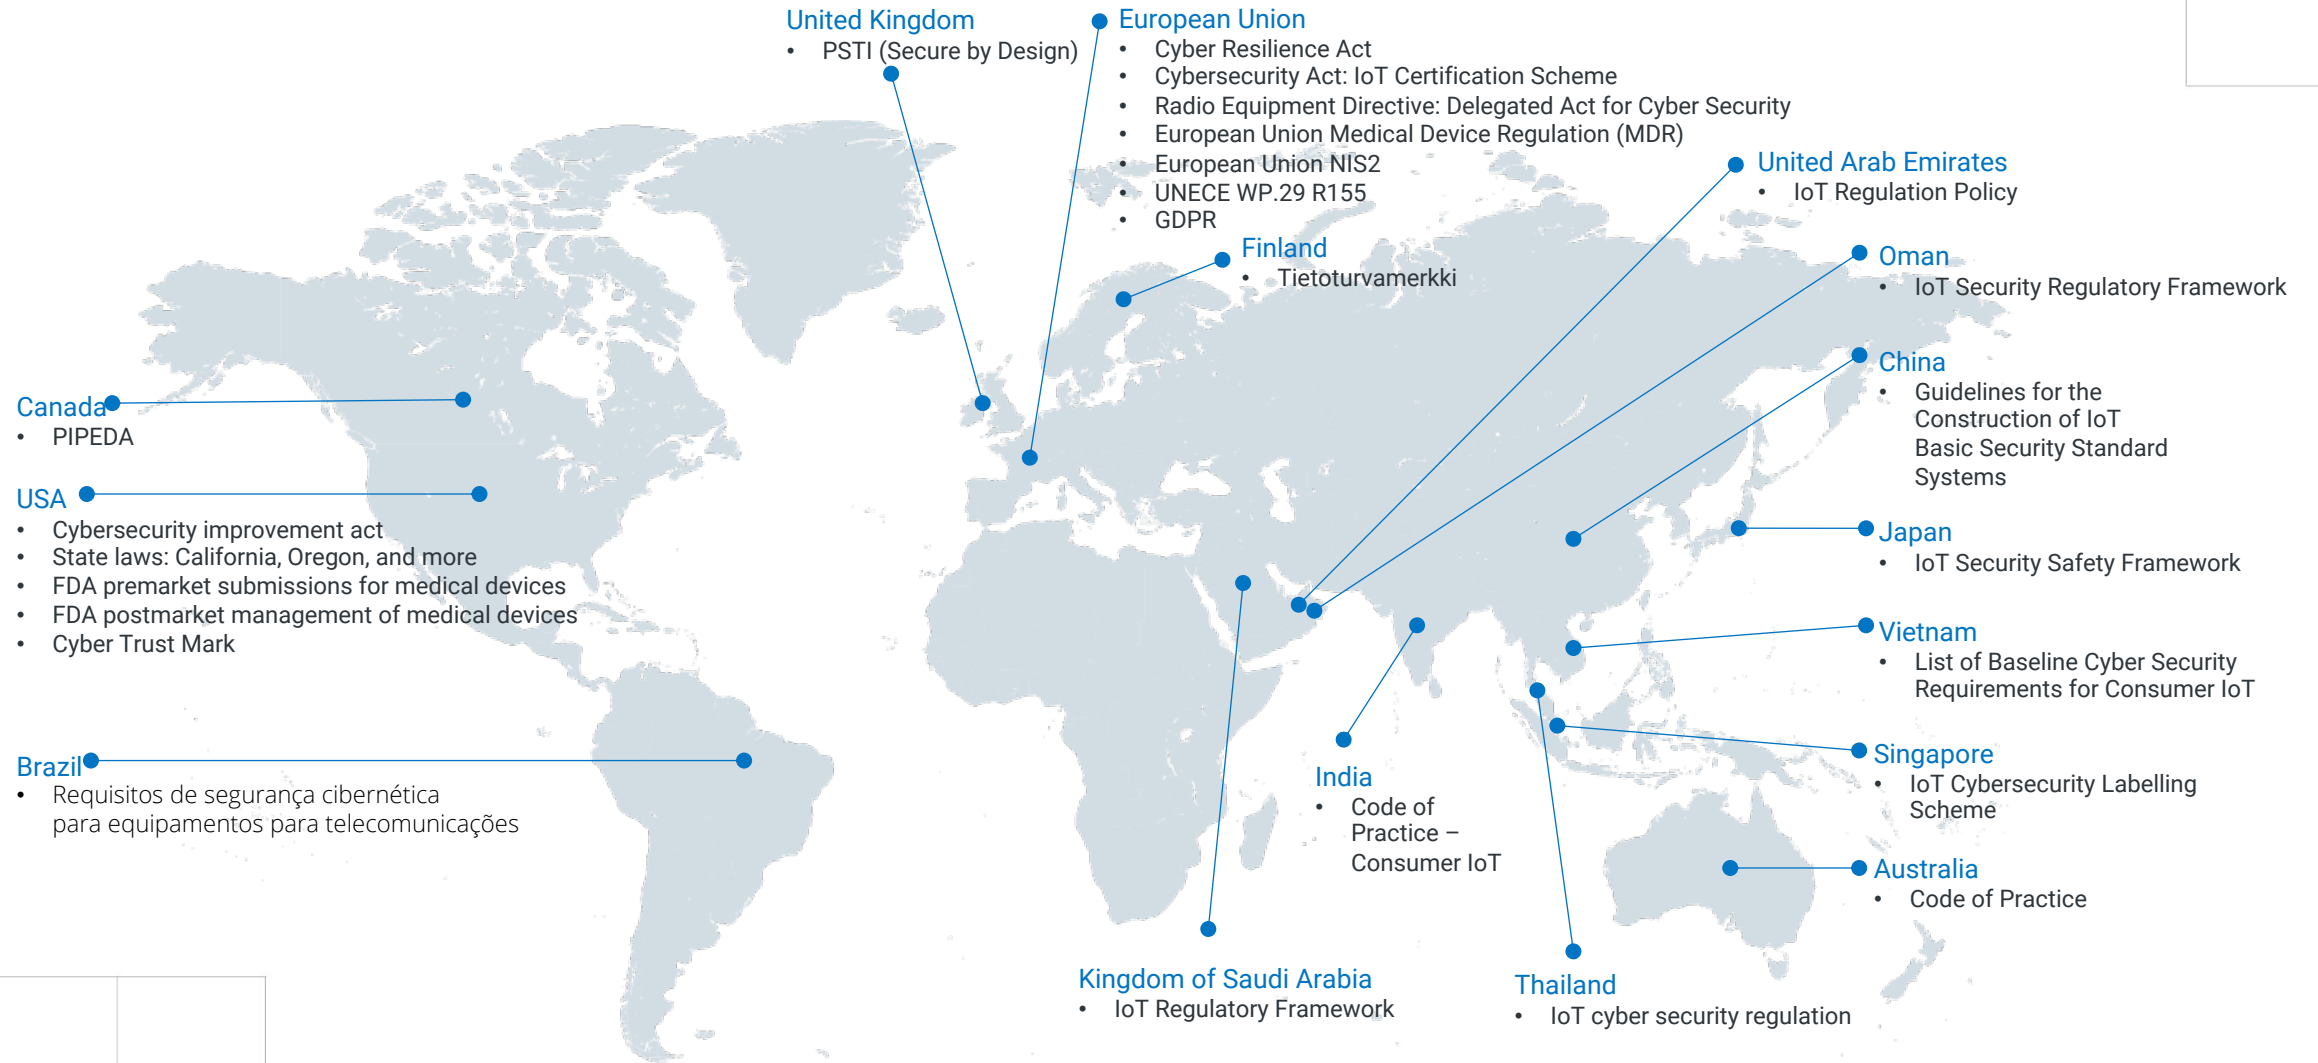 United Kingdom
• PSTI (Secure by Design)
European Union
• Cyber Resilience Act
• Cybersecurity Act: IoT Certification Scheme
• Radio Equipment Directive: Delegated Act for Cyber Security
• European Union Medical Device Regulation (MDR)
• European Union NIS2
• UNECE WP.29 R155
• GDPR
Finland
• Tietoturvamerkki
United Arab Emirates
• IoT Regulation Policy
Oman
• IoT Security Regulatory Framework
China
• Guidelines for the
Construction of IoT
Basic Security Standard
Systems
Canada
• PIPEDA
USA
• Cybersecurity improvement act
• State laws: California, Oregon, and more
• FDA premarket submissions for medical devices
• FDA postmarket management of medical devices
• Cyber Trust Mark
Japan
• IoT Security Safety Framework
Vietnam
• List of Baseline Cyber Security
Requirements for Consumer IoT
Brazil
• Requisitos de segurança cibernética
para equipamentos para telecomunicações
India
• Code of
Practice –
Consumer IoT
Singapore
• IoT Cybersecurity Labelling
Scheme
Australia
• Code of Practice
Kingdom of Saudi Arabia
• IoT Regulatory Framework
Thailand
• IoT cyber security regulation